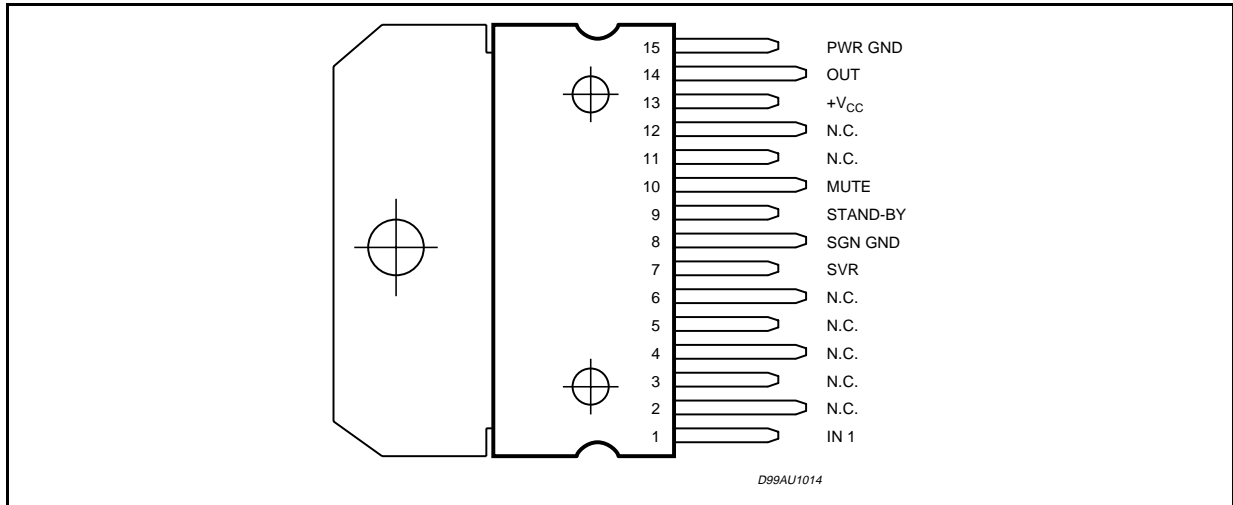 15 PWR GND
14 OUT
13 +VCC
12 N.C.
11 N.C.
10 MUTE
9 STAND-BY
8 SGN GND
7 SVR
6 N.C.
5 N.C.
4 N.C.
3 N.C.
2 N.C.
1 IN 1
D99AU1014